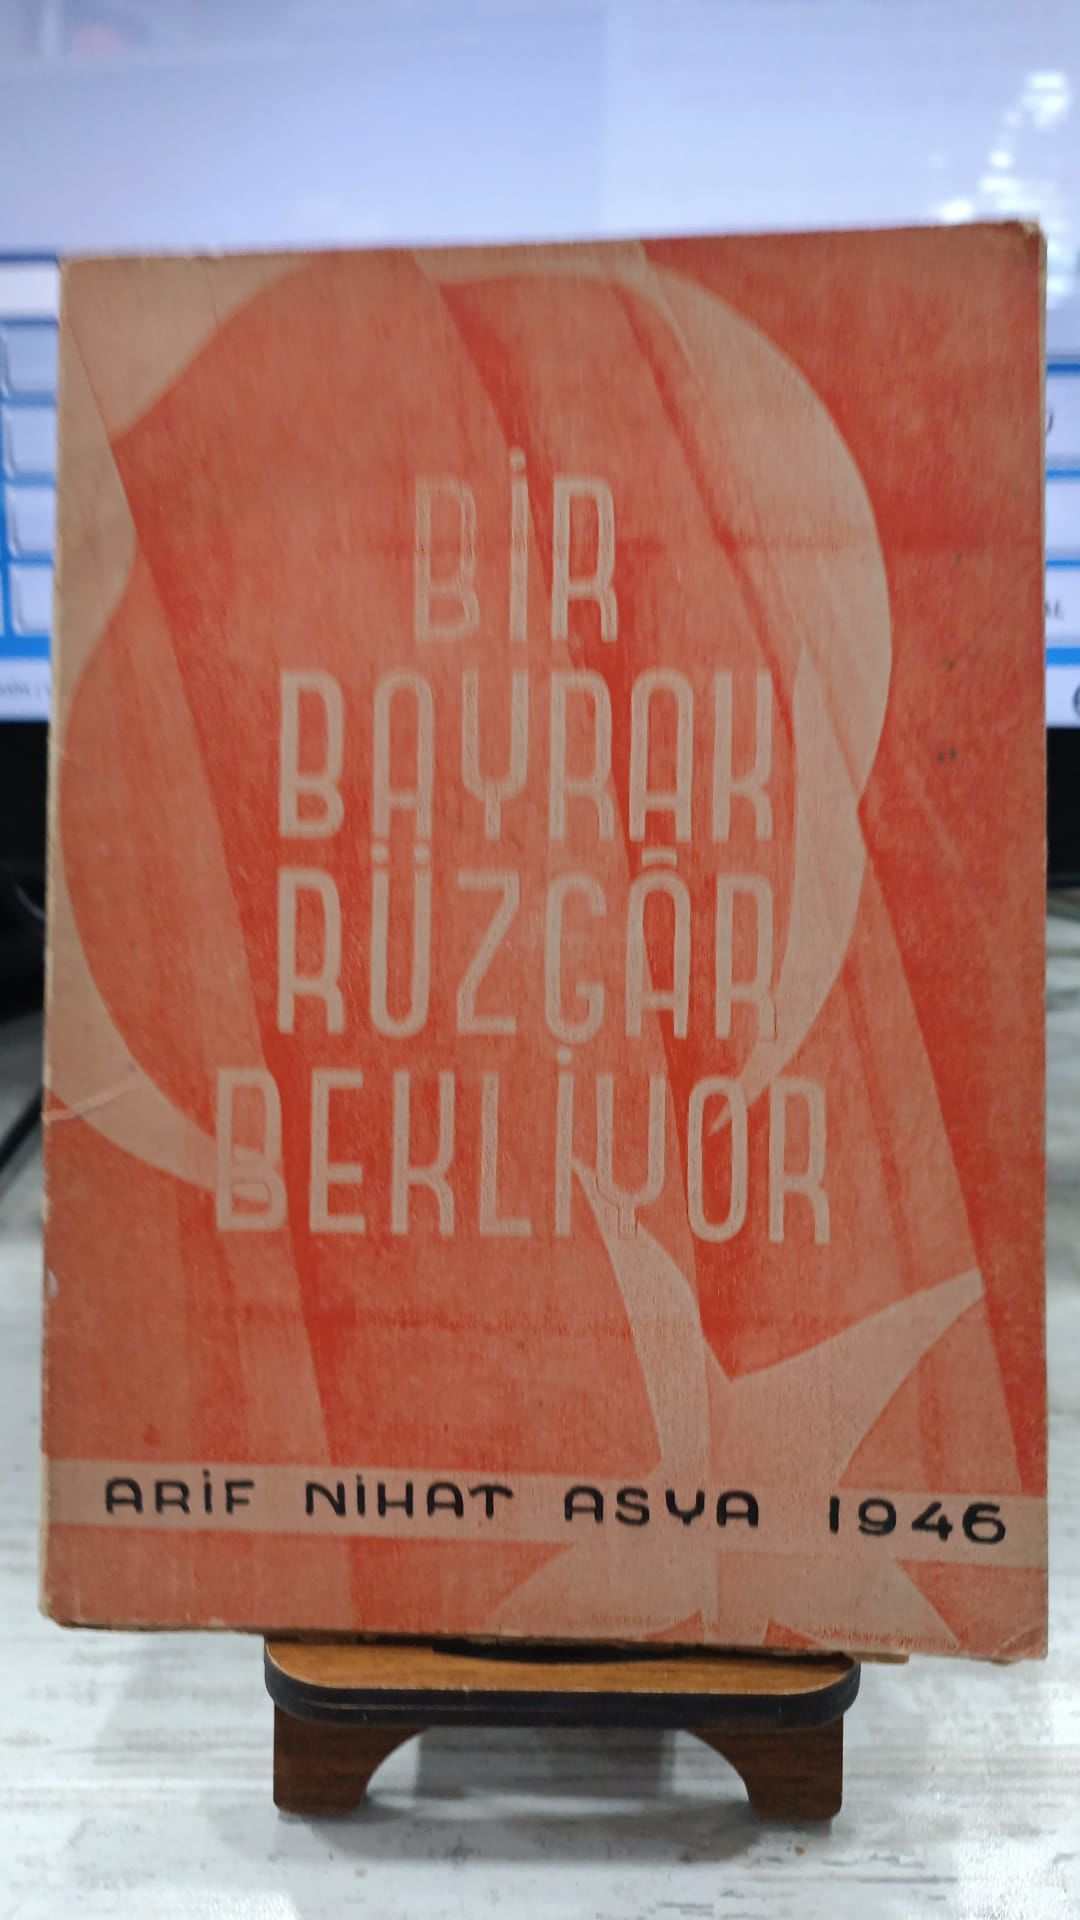 BİR
BAYRAK
RÜZGÂR
BEKLİYOR
ARİF NİHAT ASYA 1946